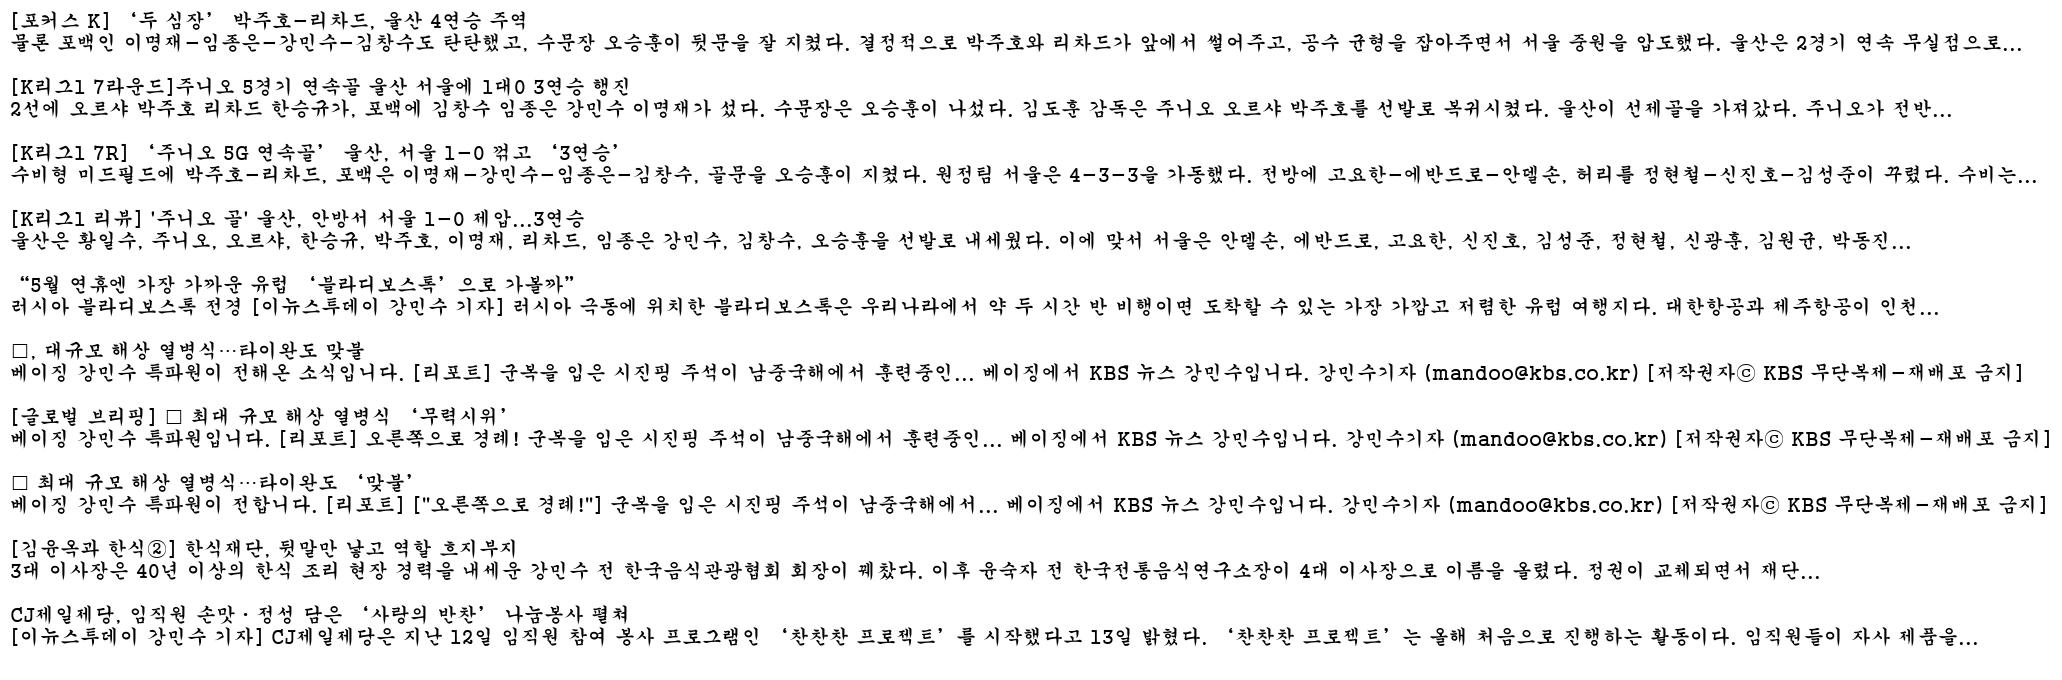 [포커스 K] ‘두 심장’ 박주호-리차드, 울산 4연승 주역
물론 포백인 이명재-임종은-강민수-김창수도 탄탄했고, 수문장 오승훈이 뒷문을 잘 지켰다. 결정적으로 박주호와 리차드가 앞에서 썰어주고, 공수 균형을 잡아주면서 서울 중원을 압도했다. 울산은 2경기 연속 무실점으로...
[K리그1 7라운드]주니오 5경기 연속골 울산 서울에 1대0 3연승 행진
2선에 오르샤 박주호 리차드 한승규가, 포백에 김창수 임종은 강민수 이명재가 섰다. 수문장은 오승훈이 나섰다. 김도훈 감독은 주니오 오르샤 박주호를 선발로 복귀시켰다. 울산이 선제골을 가져갔다. 주니오가 전반...
[K리그1 7R] ‘주니오 5G 연속골’ 울산, 서울 1-0 꺾고 ‘3연승’
수비형 미드필드에 박주호-리차드, 포백은 이명재-강민수-임종은-김창수, 골문을 오승훈이 지켰다. 원정팀 서울은 4-3-3을 가동했다. 전방에 고요한-에반드로-안델손, 허리를 정현철-신진호-김성준이 꾸렸다. 수비는...
[K리그1 리뷰] '주니오 골' 울산, 안방서 서울 1-0 제압...3연승
울산은 황일수, 주니오, 오르샤, 한승규, 박주호, 이명재, 리차드, 임종은 강민수, 김창수, 오승훈을 선발로 내세웠다. 이에 맞서 서울은 안델손, 에반드로, 고요한, 신진호, 김성준, 정현철, 신광훈, 김원균, 박동진...
“5월 연휴엔 가장 가까운 유럽 ‘블라디보스톡’으로 가볼까”
러시아 블라디보스톡 전경 [이뉴스투데이 강민수 기자] 러시아 극동에 위치한 블라디보스톡은 우리나라에서 약 두 시간 반 비행이면 도착할 수 있는 가장 가깝고 저렴한 유럽 여행지다. 대한항공과 제주항공이 인천...
□, 대규모 해상 열병식…타이완도 맞불
베이징 강민수 특파원이 전해온 소식입니다. [리포트] 군복을 입은 시진핑 주석이 남중국해에서 훈련중인... 베이징에서 KBS 뉴스 강민수입니다. 강민수기자 (mandoo@kbs.co.kr) [저작권자ⓒ KBS 무단복제-재배포 금지]
[글로벌 브리핑] □ 최대 규모 해상 열병식 ‘무력시위’
베이징 강민수 특파원입니다. [리포트] 오른쪽으로 경례! 군복을 입은 시진핑 주석이 남중국해에서 훈련중인... 베이징에서 KBS 뉴스 강민수입니다. 강민수기자 (mandoo@kbs.co.kr) [저작권자ⓒ KBS 무단복제-재배포 금지]
□ 최대 규모 해상 열병식…타이완도 ‘맞불’
베이징 강민수 특파원이 전합니다. [리포트] ["오른쪽으로 경례!"] 군복을 입은 시진핑 주석이 남중국해에서... 베이징에서 KBS 뉴스 강민수입니다. 강민수기자 (mandoo@kbs.co.kr) [저작권자ⓒ KBS 무단복제-재배포 금지]
[김윤옥과 한식②] 한식재단, 뒷말만 낳고 역할 흐지부지
3대 이사장은 40년 이상의 한식 조리 현장 경력을 내세운 강민수 전 한국음식관광협회 회장이 꿰찼다. 이후 윤숙자 전 한국전통음식연구소장이 4대 이사장으로 이름을 올렸다. 정권이 교체되면서 재단...
CJ제일제당, 임직원 손맛·정성 담은 ‘사랑의 반찬’ 나눔봉사 펼쳐
[이뉴스투데이 강민수 기자] CJ제일제당은 지난 12일 임직원 참여 봉사 프로그램인 ‘찬찬찬 프로젝트’를 시작했다고 13일 밝혔다. ‘찬찬찬 프로젝트’는 올해 처음으로 진행하는 활동이다. 임직원들이 자사 제품을...